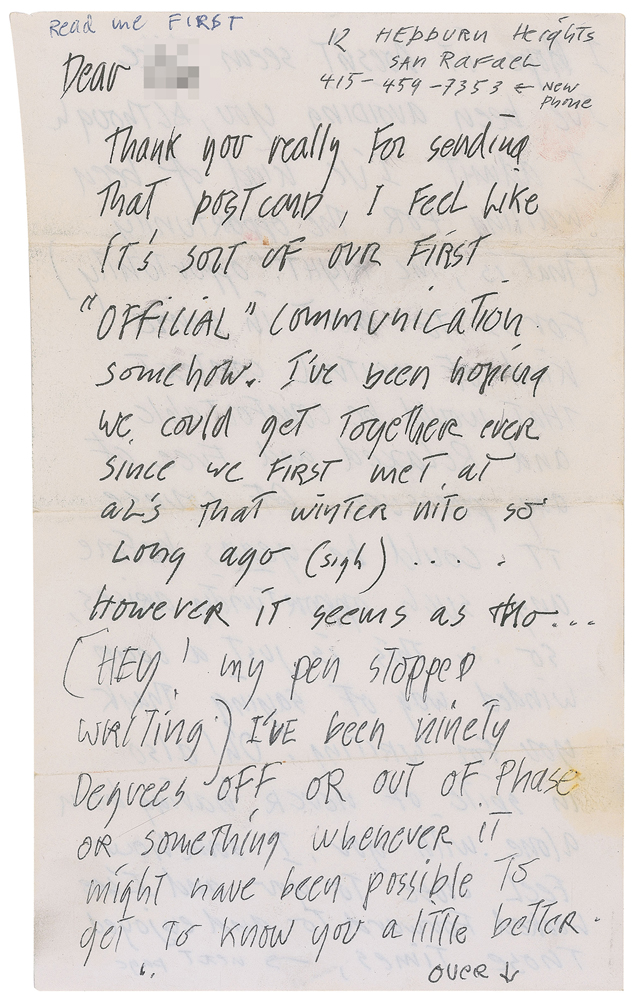 Read me FIRST
12 Hepburn Heights
San Rafael
415-459-7353 ← New
Phone
Dear
Thank you really for sending
that postcard, I feel like
it's sort of our first
"OFFICIAL" communication
somehow. I've been hoping
we could get together ever
since we first met at
al's that winter nite so
long ago (sigh) ....
However it seems as tho...
(HEY! my pen stopped
writing) I've been ninety
degrees off or out of phase
or something whenever it
might have been possible to
get to know you a little better.
over ↓